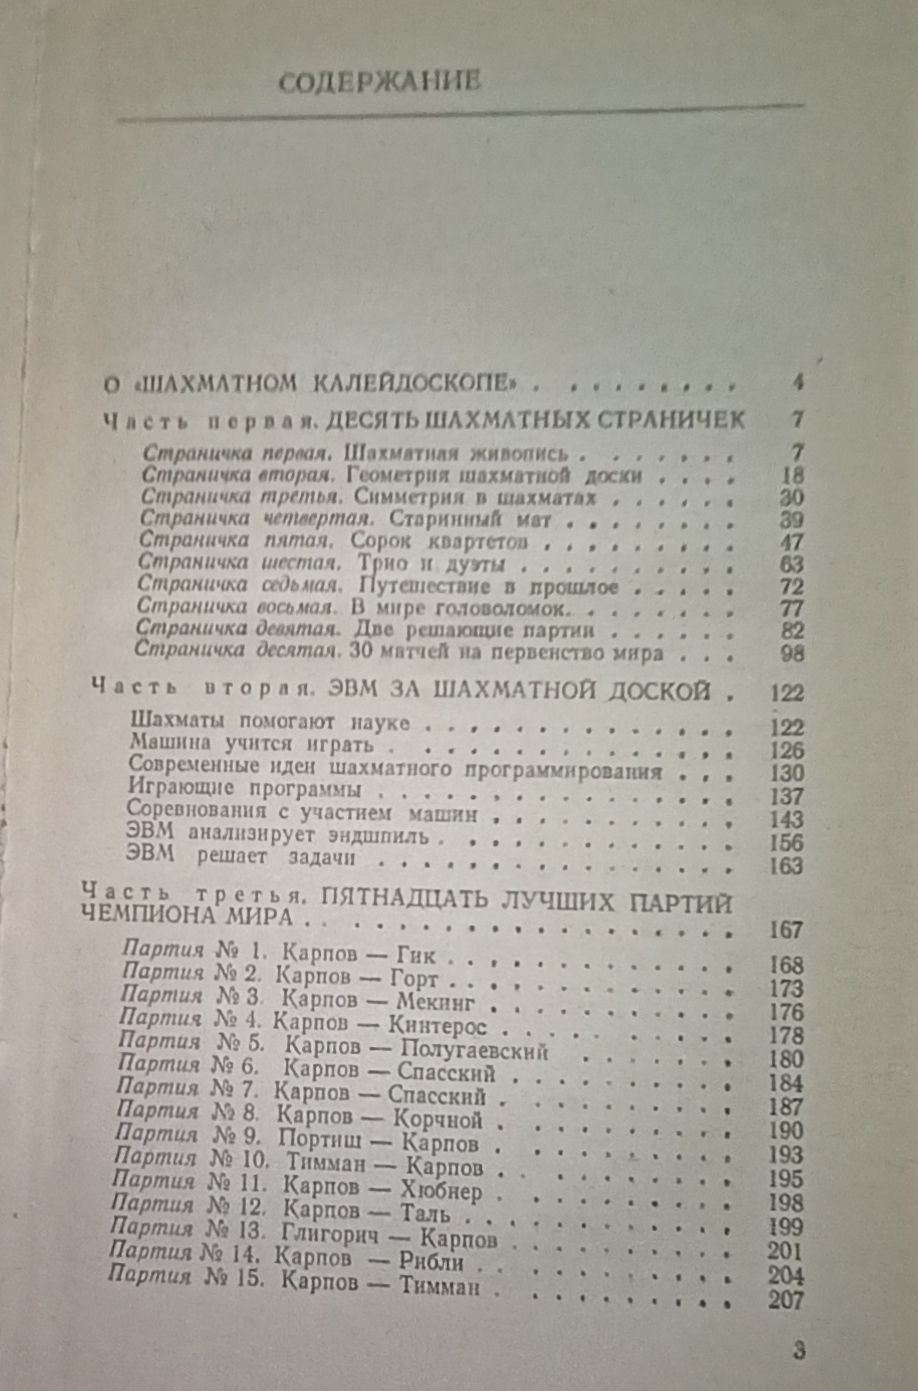 СОДЕРЖАНИЕ
О «ШАХМАТНОМ КАЛЕЙДОСКОПЕ» . . . . . . . . . 4
Часть первая. ДЕСЯТЬ ШАХМАТНЫХ СТРАНИЧЕК 7
Страничка первая. Шахматная живопись . . . . . . . 7
Страничка вторая. Геометрия шахматной доски . . . . 18
Страничка третья. Симметрия в шахматах . . . . . . 30
Страничка четвертая. Старинный мат . . . . . . . . 39
Страничка пятая. Сорок квартетов . . . . . . . . . 47
Страничка шестая. Трио и дуэты . . . . . . . . . . 63
Страничка седьмая. Путешествие в прошлое . . . . . 72
Страничка восьмая. В мире головоломок. . . . . . . . 77
Страничка девятая. Две решающие партии . . . . . . 82
Страничка десятая. 30 матчей на первенство мира . . . 98
Часть вторая. ЭВМ ЗА ШАХМАТНОЙ ДОСКОЙ . 122
Шахматы помогают науке . . . . . . . . . . . . . . 122
Машина учится играть . . . . . . . . . . . . . . . 126
Современные идеи шахматного программирования . . . 130
Играющие программы . . . . . . . . . . . . . . . . 137
Соревнования с участием машин . . . . . . . . . . . 143
ЭВМ анализирует эндшпиль . . . . . . . . . . . . . 156
ЭВМ решает задачи . . . . . . . . . . . . . . . . 163
Часть третья. ПЯТНАДЦАТЬ ЛУЧШИХ ПАРТИЙ
ЧЕМПИОНА МИРА . . . . . . . . . . . . . . . . . . . 167
Партия № 1. Карпов — Гик . . . . . . . . . . . . . 168
Партия № 2. Карпов — Горт . . . . . . . . . . . . . 173
Партия № 3. Карпов — Мекинг . . . . . . . . . . . 176
Партия № 4. Карпов — Кинтерос . . . . . . . . . . 178
Партия № 5. Карпов — Полугаевский . . . . . . . 180
Партия № 6. Карпов — Спасский . . . . . . . . . . 184
Партия № 7. Карпов — Спасский . . . . . . . . . . 187
Партия № 8. Карпов — Корчной . . . . . . . . . . 190
Партия № 9. Портиш — Карпов . . . . . . . . . . 193
Партия № 10. Тимман — Карпов . . . . . . . . . . 195
Партия № 11. Карпов — Хюбнер . . . . . . . . . . 198
Партия № 12. Карпов — Таль . . . . . . . . . . . . 199
Партия № 13. Глигорич — Карпов . . . . . . . . . . 201
Партия № 14. Карпов — Рибли . . . . . . . . . . . 204
Партия № 15. Карпов — Тимман . . . . . . . . . . 207
3